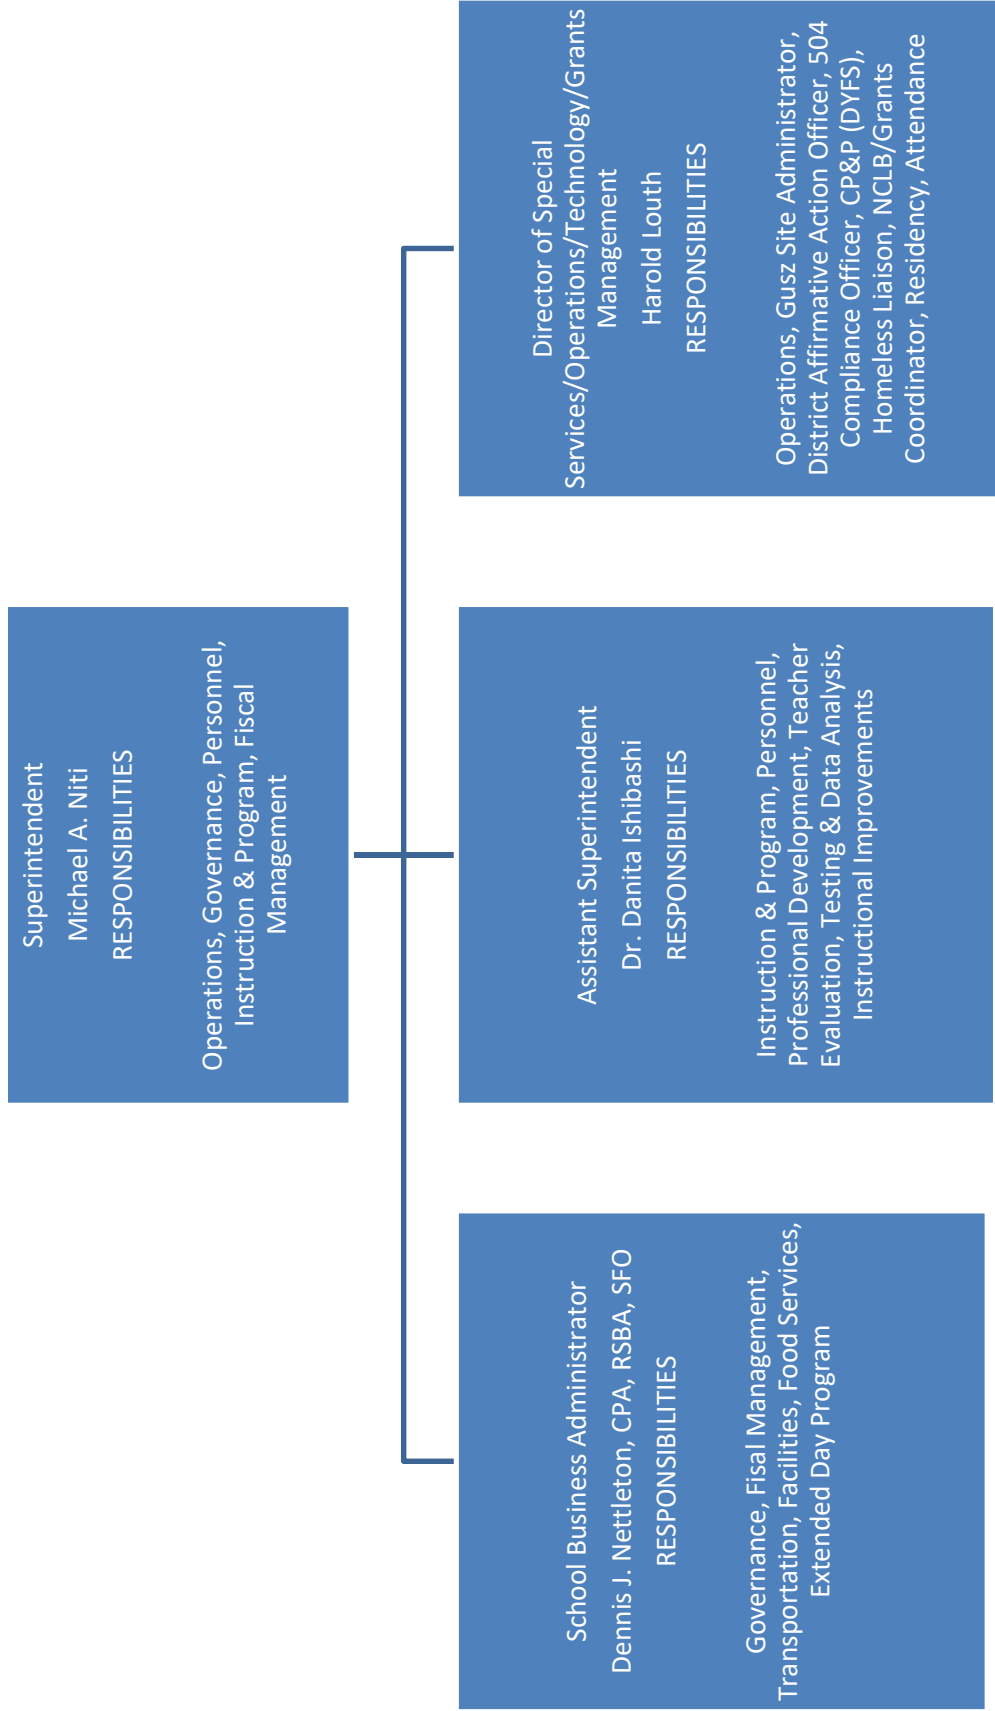 Superintendent
Michael A. Niti
RESPONSIBILITIES
Operations, Governance, Personnel,
Instruction & Program, Fiscal
Management
School Business Administrator
Dennis J. Nettleton, CPA, RSBA, SFO
RESPONSIBILITIES
Governance, Fisal Management,
Transportation, Facilities, Food Services,
Extended Day Program
Assistant Superintendent
Dr. Danita Ishibashi
RESPONSIBILITIES
Instruction & Program, Personnel,
Professional Development, Teacher
Evaluation, Testing & Data Analysis,
Instructional Improvements
Director of Special
Services/Operations/Technology/Grants
Management
Harold Louth
RESPONSIBILITIES
Operations, Gusz Site Administrator,
District Affirmative Action Officer, 504
Compliance Officer, CP&P (DYFS),
Homeless Liaison, NCLB/Grants
Coordinator, Residency, Attendance